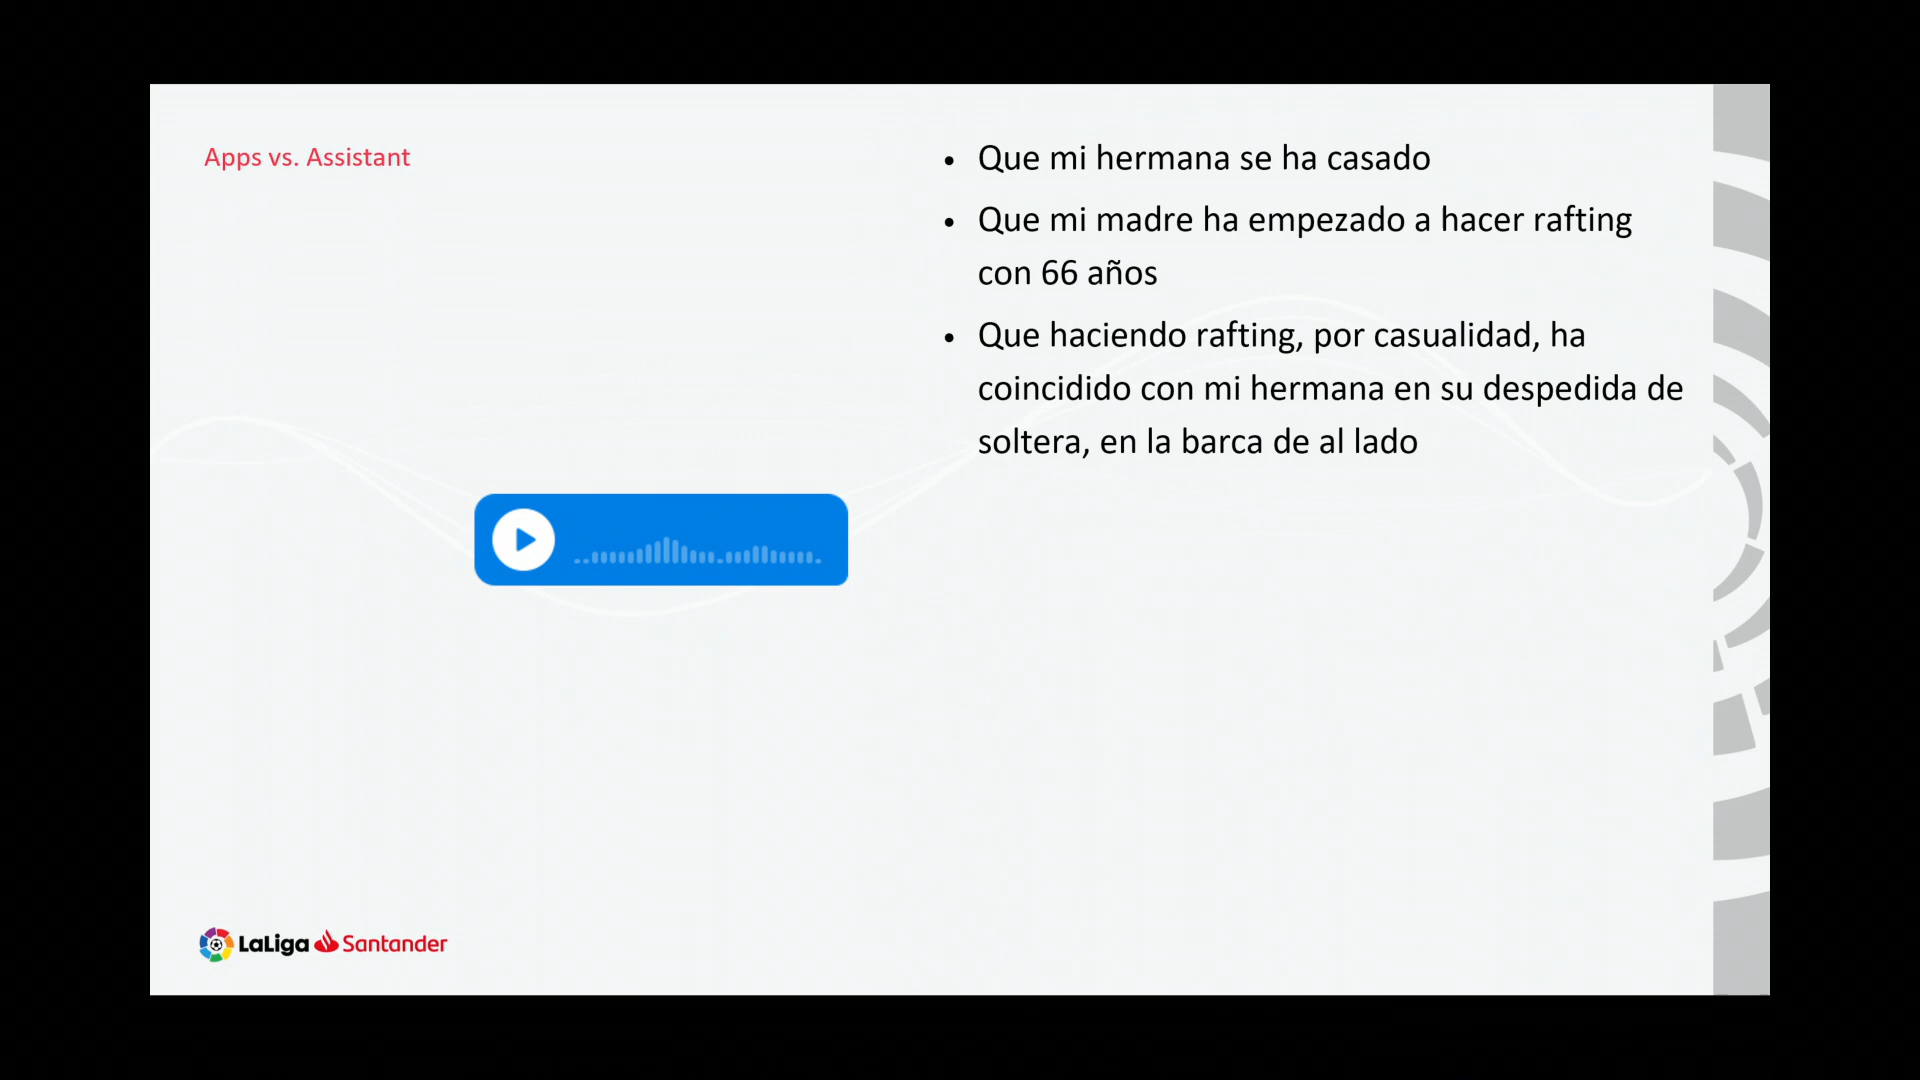 Apps vs. Assistant
• Que mi hermana se ha casado
• Que mi madre ha empezado a hacer rafting
con 66 años
• Que haciendo rafting, por casualidad, ha
coincidido con mi hermana en su despedida de
soltera, en la barca de al lado
LaLiga Santander